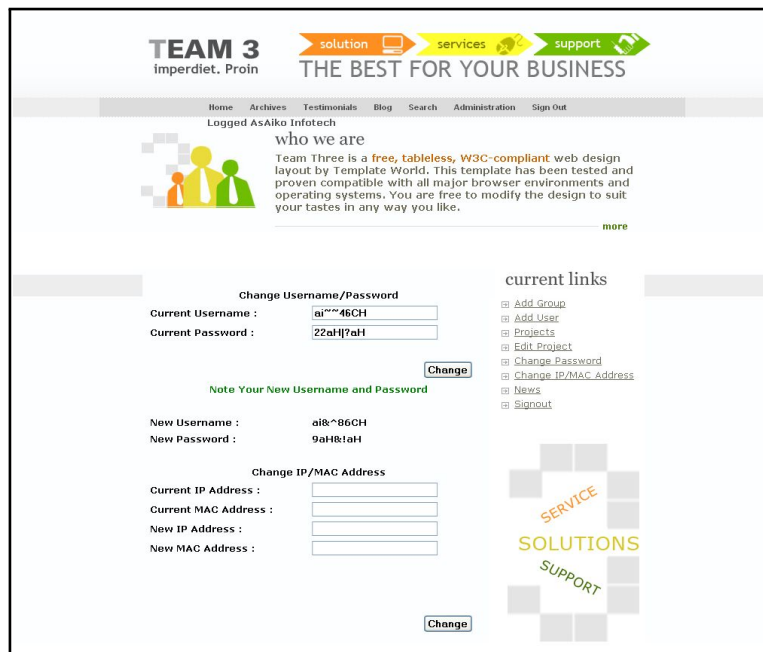 TEAM 3
imperdiet. Proin
solution
services
support
THE BEST FOR YOUR BUSINESS
Home Archives Testimonials Blog Search Administration Sign Out
Logged AsAiko Infotech
who we are
Team Three is a free, tableless, W3C-compliant web design
layout by Template World. This template has been tested and
proven compatible with all major browser environments and
operating systems. You are free to modify the design to suit
your tastes in any way you like.
more
Change Username/Password
Current Username : ai~~46CH
Current Password : 22aH|?aH
Change
Note Your New Username and Password
New Username : ai&^86CH
New Password : 9aH&!aH
Change IP/MAC Address
Current IP Address :
Current MAC Address :
New IP Address :
New MAC Address :
Change
current links
Add Group
Add User
Projects
Edit Project
Change Password
Change IP/MAC Address
News
Signout
SERVICE
SOLUTIONS
SUPPORT